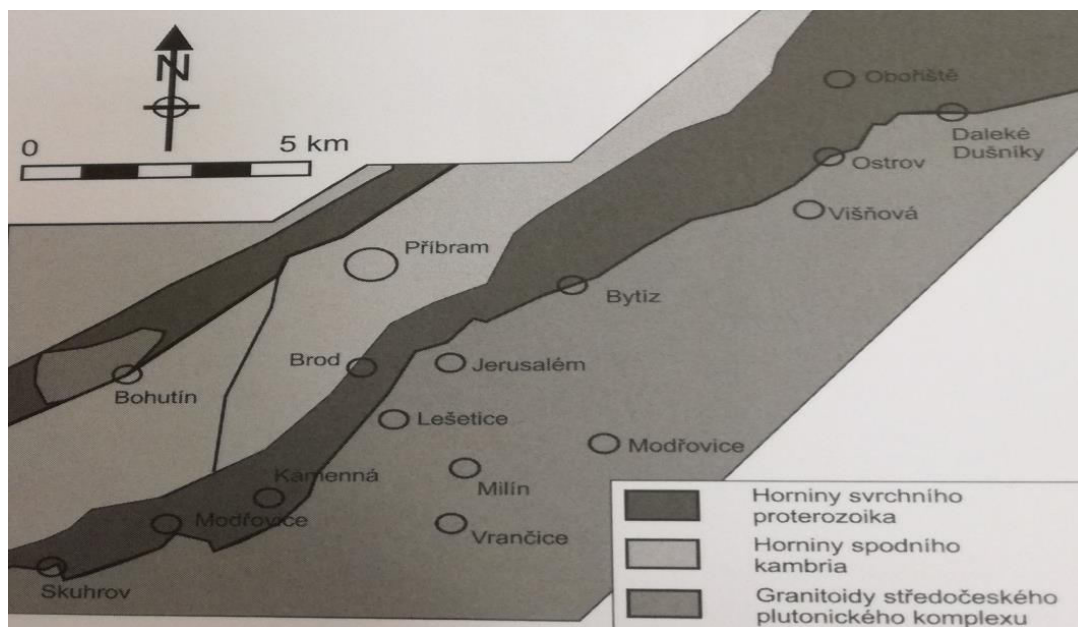 N
0 5 km
Obořiště
Daleké
Dušníky
Ostrov
Višňová
Příbram
Bytíz
Brod
Jerusalém
Bohutín
Lešetice
Modřovice
Kamenná
Milín
Modřovice
Vrančice
Skuhrov
Horniny svrchního
proterozoika
Horniny spodního
kambria
Granitoidy středočeského
plutonického komplexu